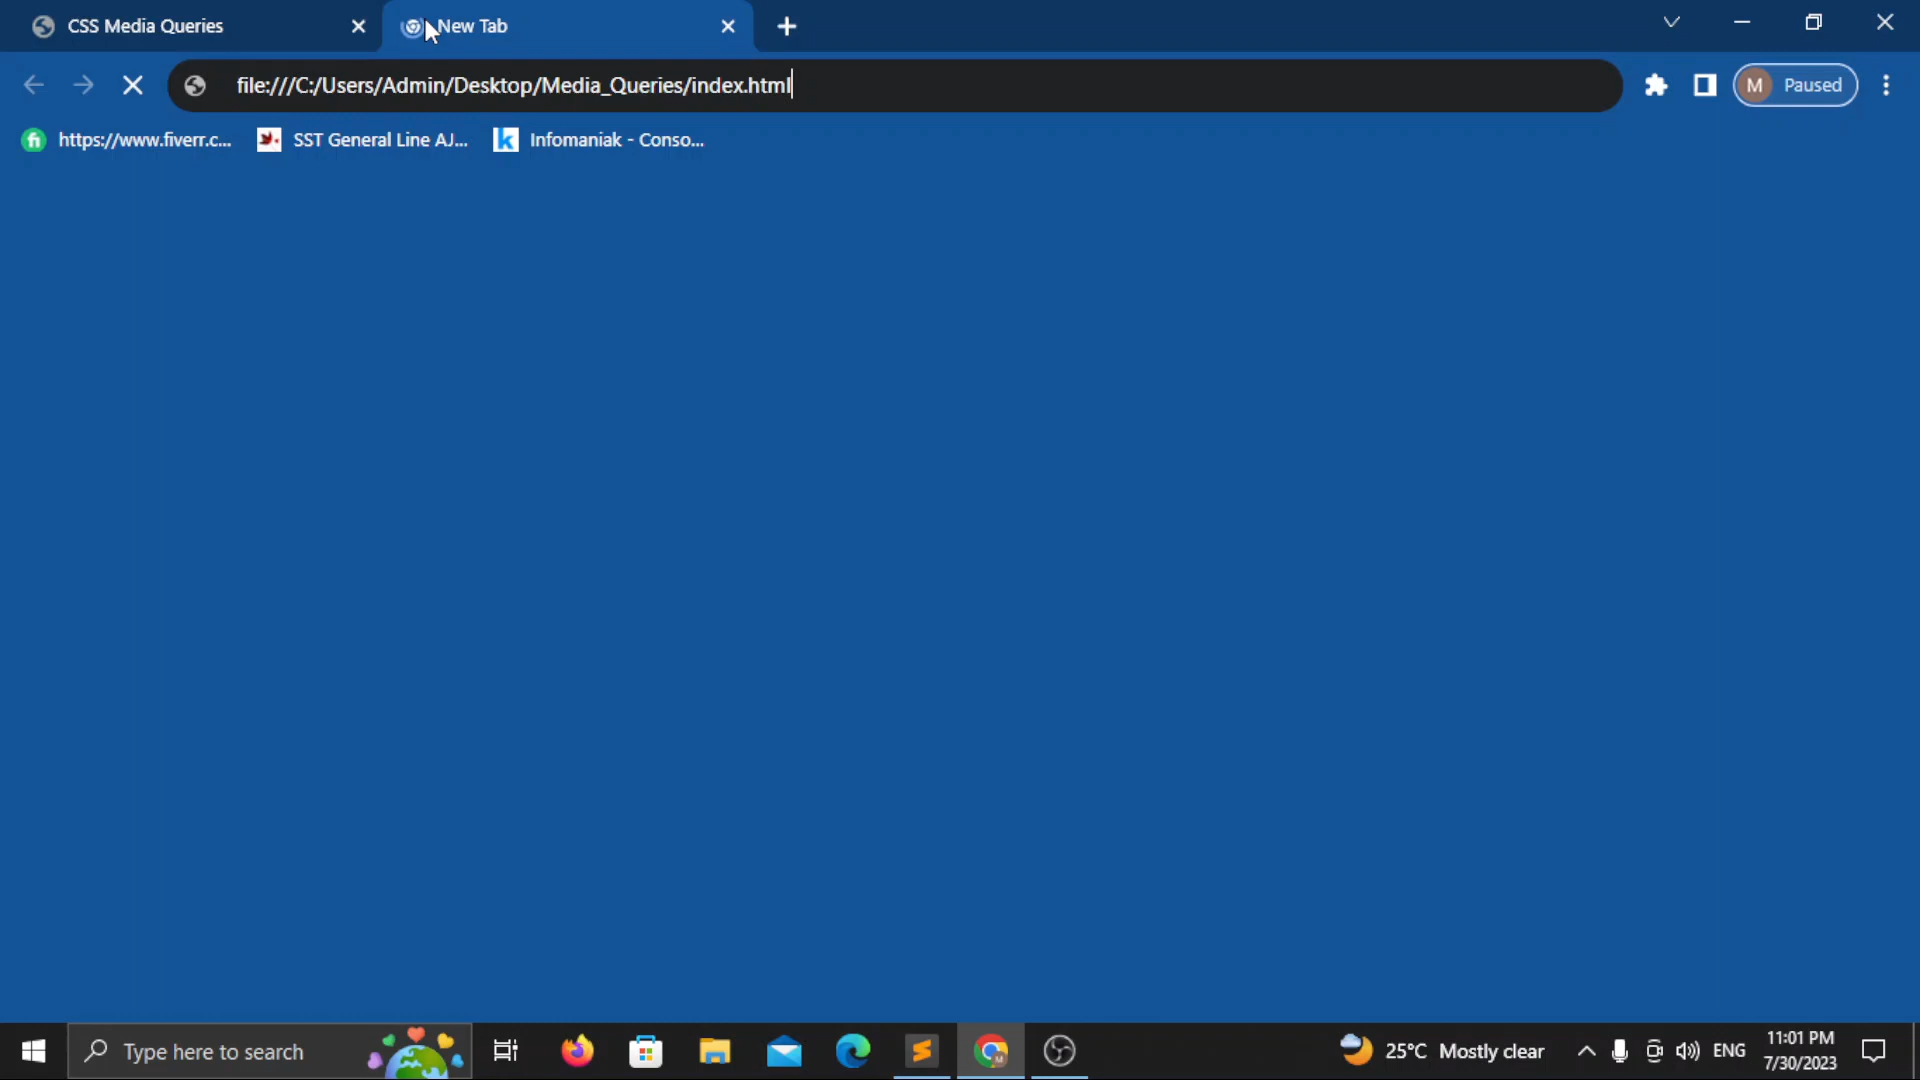 CSS Media Queries
New Tab
file:///C:/Users/Admin/Desktop/Media_Queries/index.html
M Paused
https://www.fiverr.c...
SST General Line AJ...
Infomaniak - Conso...
Type here to search
25°C Mostly clear
ENG
11:01 PM
7/30/2023